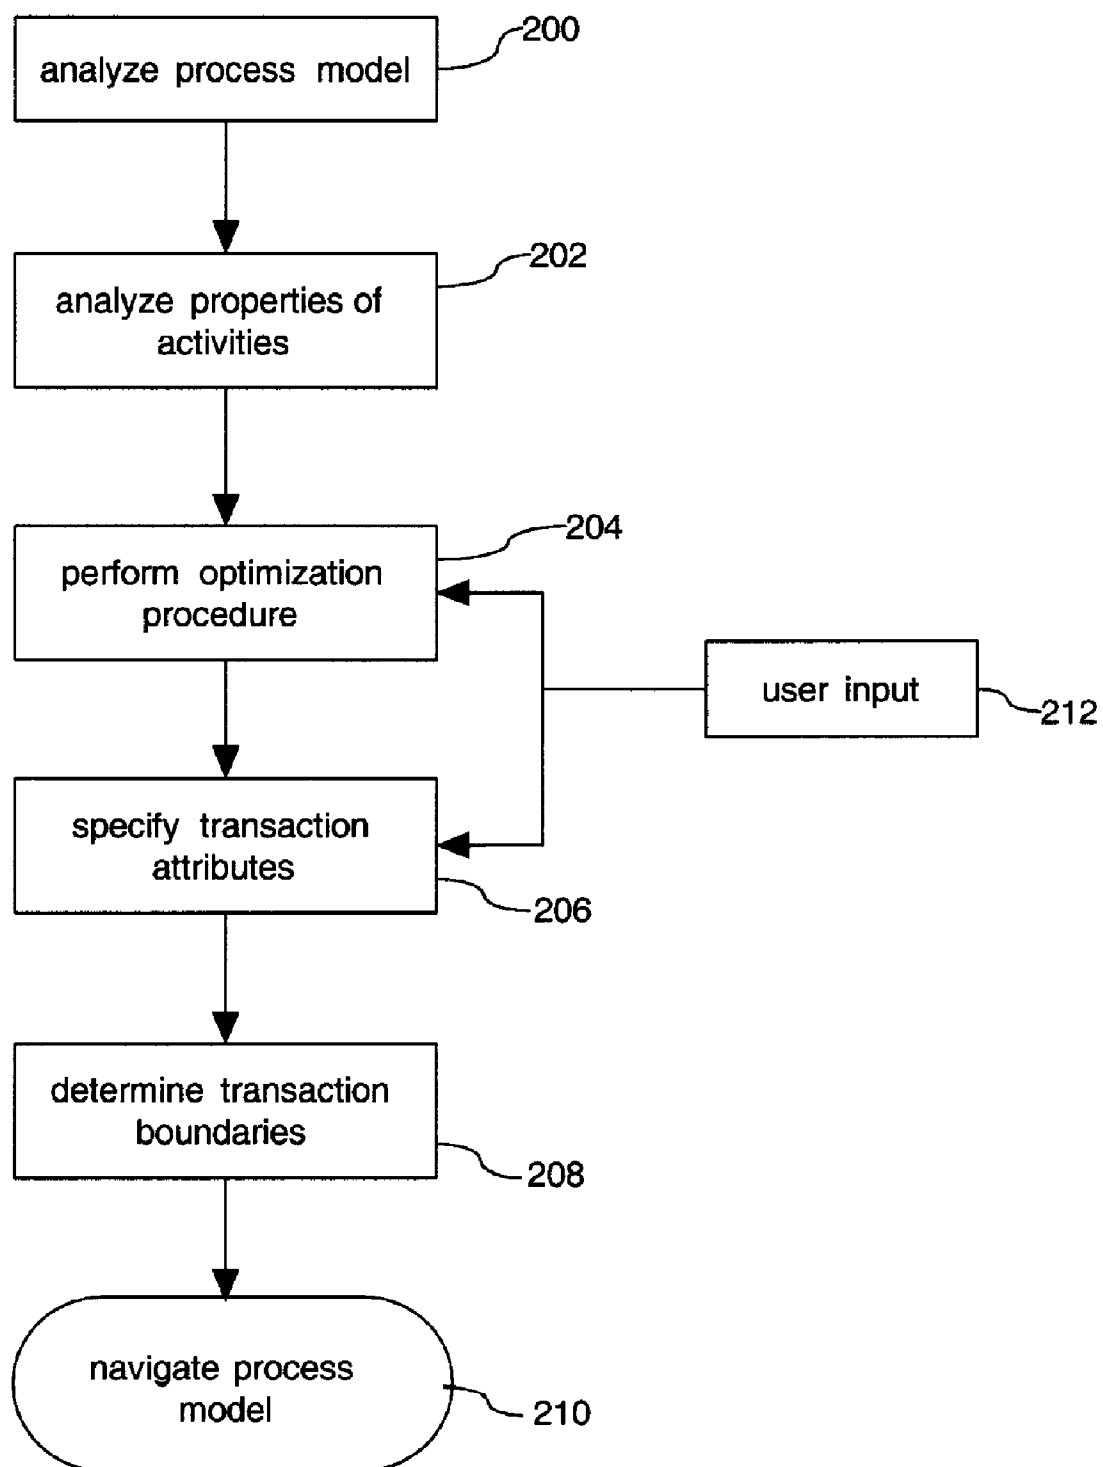 200
analyze process model
202
analyze properties of
activities
204
perform optimization
procedure
user input
212
specify transaction
attributes
206
determine transaction
boundaries
208
navigate process
model
210